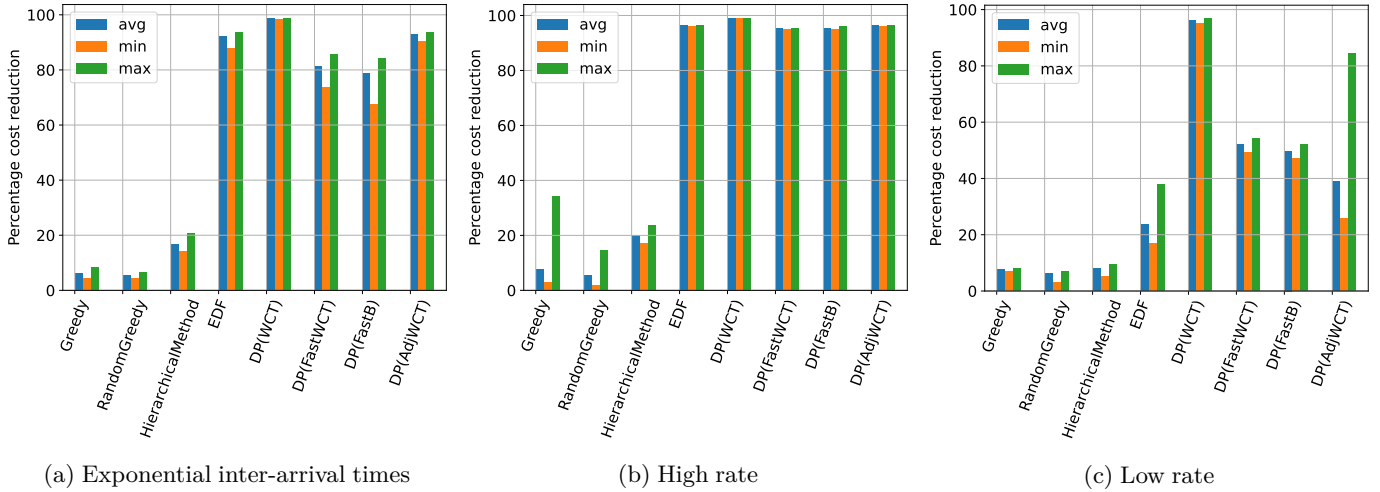 Percentage cost reduction
100
80
60
40
20
0
avg
min
max
Greedy
RandomGreedy
HierarchicalMethod
EDF
DP(WCT)
DP(FastWCT)
DP(FastB)
DP(AdjWCT)
(a) Exponential inter-arrival times
Percentage cost reduction
100
80
60
40
20
0
avg
min
max
Greedy
RandomGreedy
HierarchicalMethod
EDF
DP(WCT)
DP(FastWCT)
DP(FastB)
DP(AdjWCT)
(b) High rate
Percentage cost reduction
100
80
60
40
20
0
avg
min
max
Greedy
RandomGreedy
HierarchicalMethod
EDF
DP(WCT)
DP(FastWCT)
DP(FastB)
DP(AdjWCT)
(c) Low rate